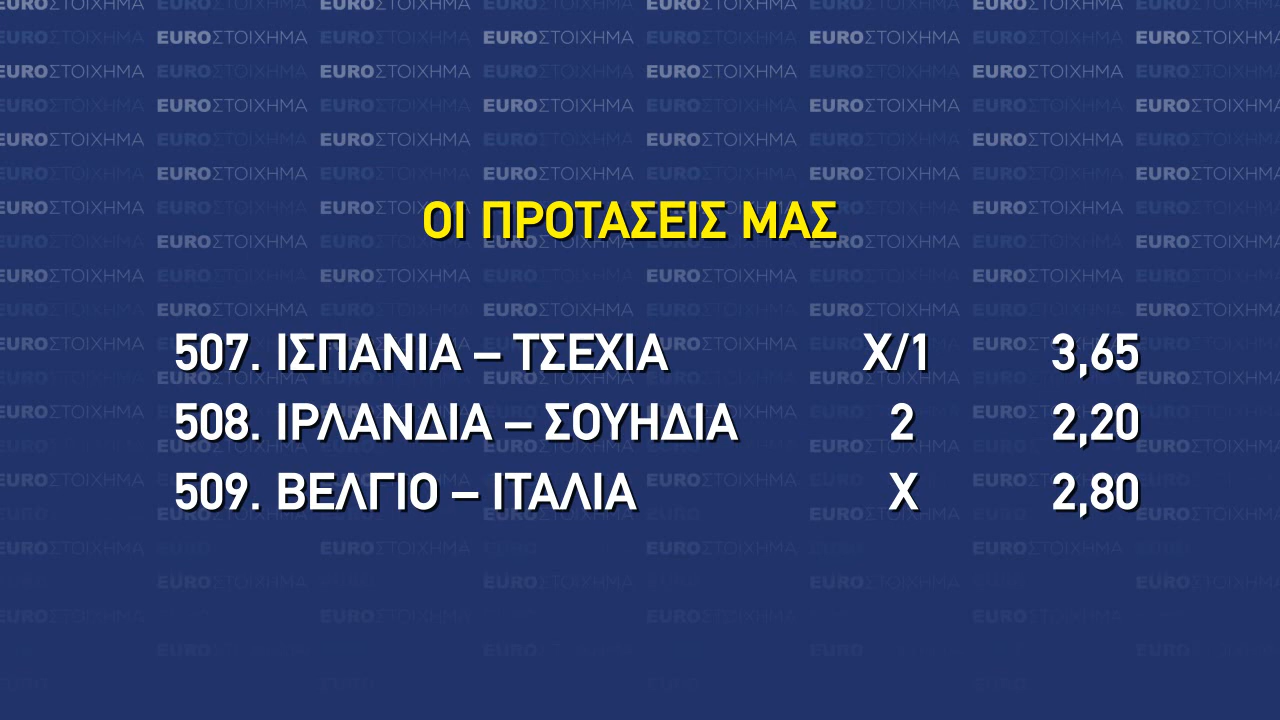 ΟΙ ΠΡΟΤΑΣΕΙΣ ΜΑΣ
507. ΙΣΠΑΝΙΑ – ΤΣΕΧΙΑ Χ/1 3,65
508. ΙΡΛΑΝΔΙΑ – ΣΟΥΗΔΙΑ 2 2,20
509. ΒΕΛΓΙΟ – ΙΤΑΛΙΑ Χ 2,80